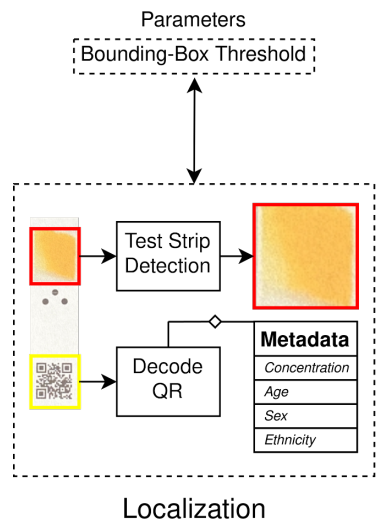 Parameters
Bounding-Box Threshold
Test Strip
Detection
Decode
QR
Metadata
Concentration
Age
Sex
Ethnicity
Localization